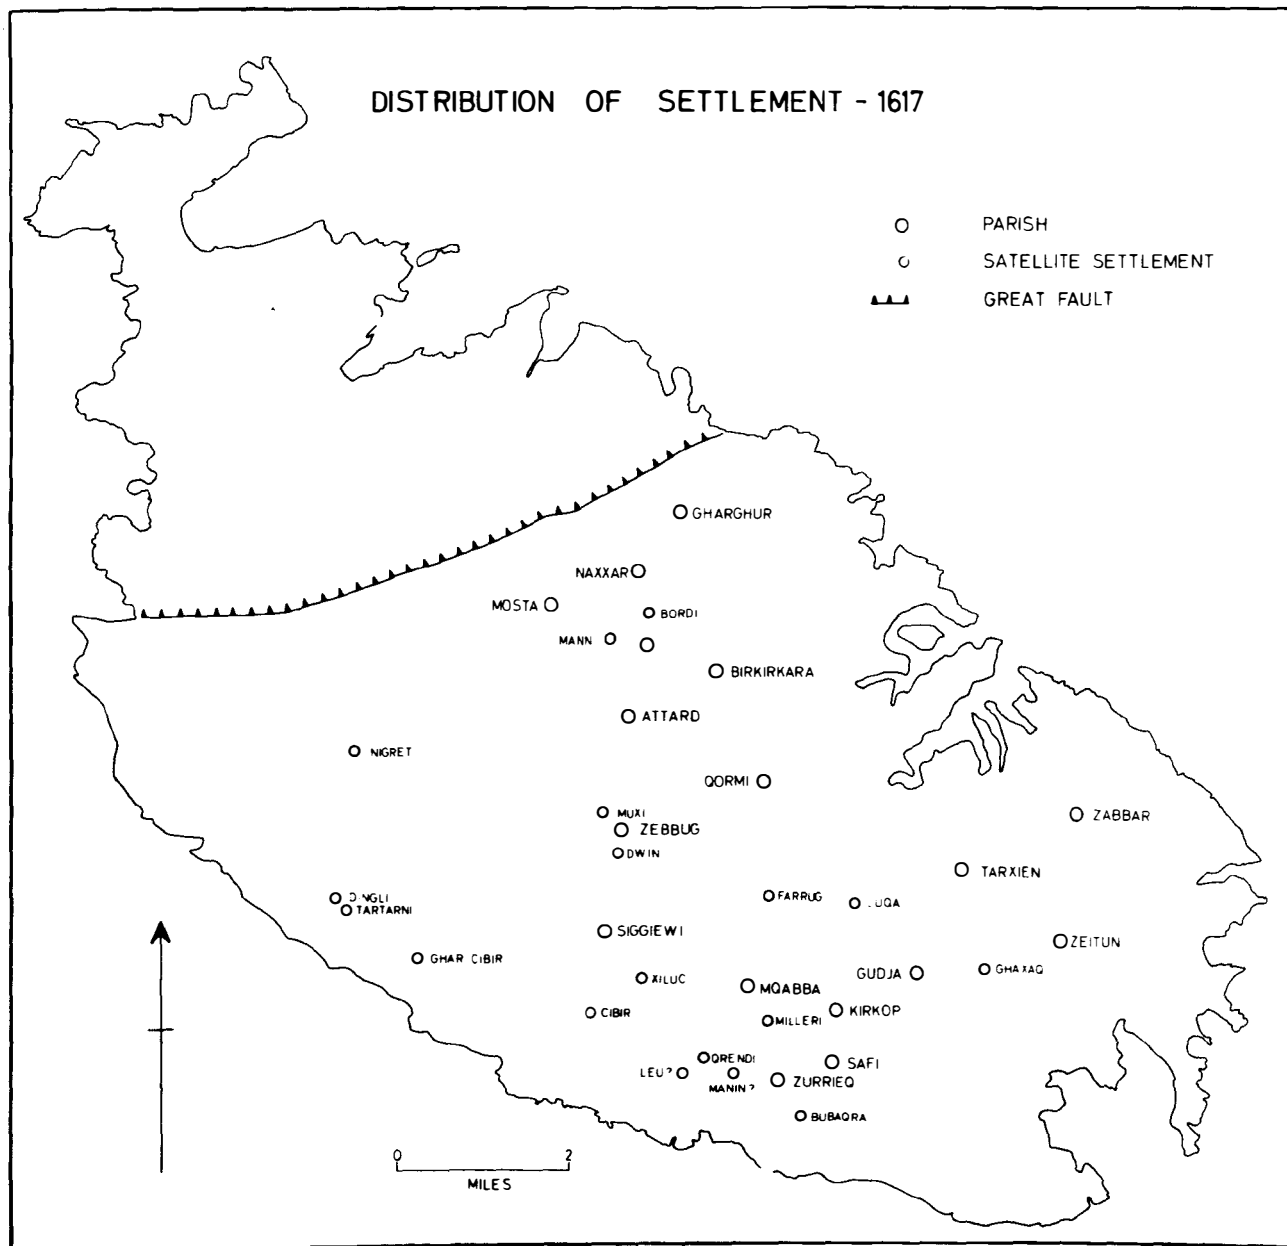 DISTRIBUTION OF SETTLEMENT - 1617
PARISH
SATELLITE SETTLEMENT
GREAT FAULT
GHARGHUR
NAXXAR
MOSTA
BORDI
MANN
BIRKIRKARA
ATTARD
NIGRET
QORMI
MUXI
ZEBBUG
ZABBAR
DWIN
TARXIEN
DINGLI
FARRUG
LUQA
TARTARNI
SIGGIEWI
ZEITUN
GHAR CIBIR
GUDJA
GHAXAQ
XILUC
MQABBA
CIBIR
KIRKOP
MILLERI
QRENDI
SAFI
LEU?
MANIN?
ZURRIEQ
BUBAQRA
0 2
MILES